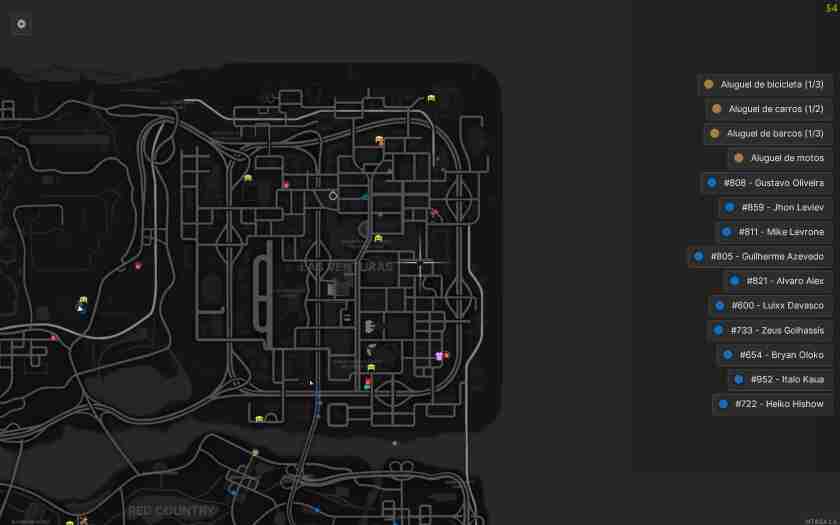 54
Aluguel de bicicleta (1/3)
Aluguel de carros (1/2)
Aluguel de barcos (1/3)
Aluguel de motos
#808 - Gustavo Oliveira
#859 - Jhon Leviev
#811 - Mike Levrone
#805 - Guilherme Azevedo
#821 - Alvaro Alex
LAS VENTURAS
#600 - Luixx Davasco
#733 - Zeus Golhassis
#654 - Bryan Oloko
#952 - Italo Kaua
#722 - Heiko Hishow
RED COUNTRY